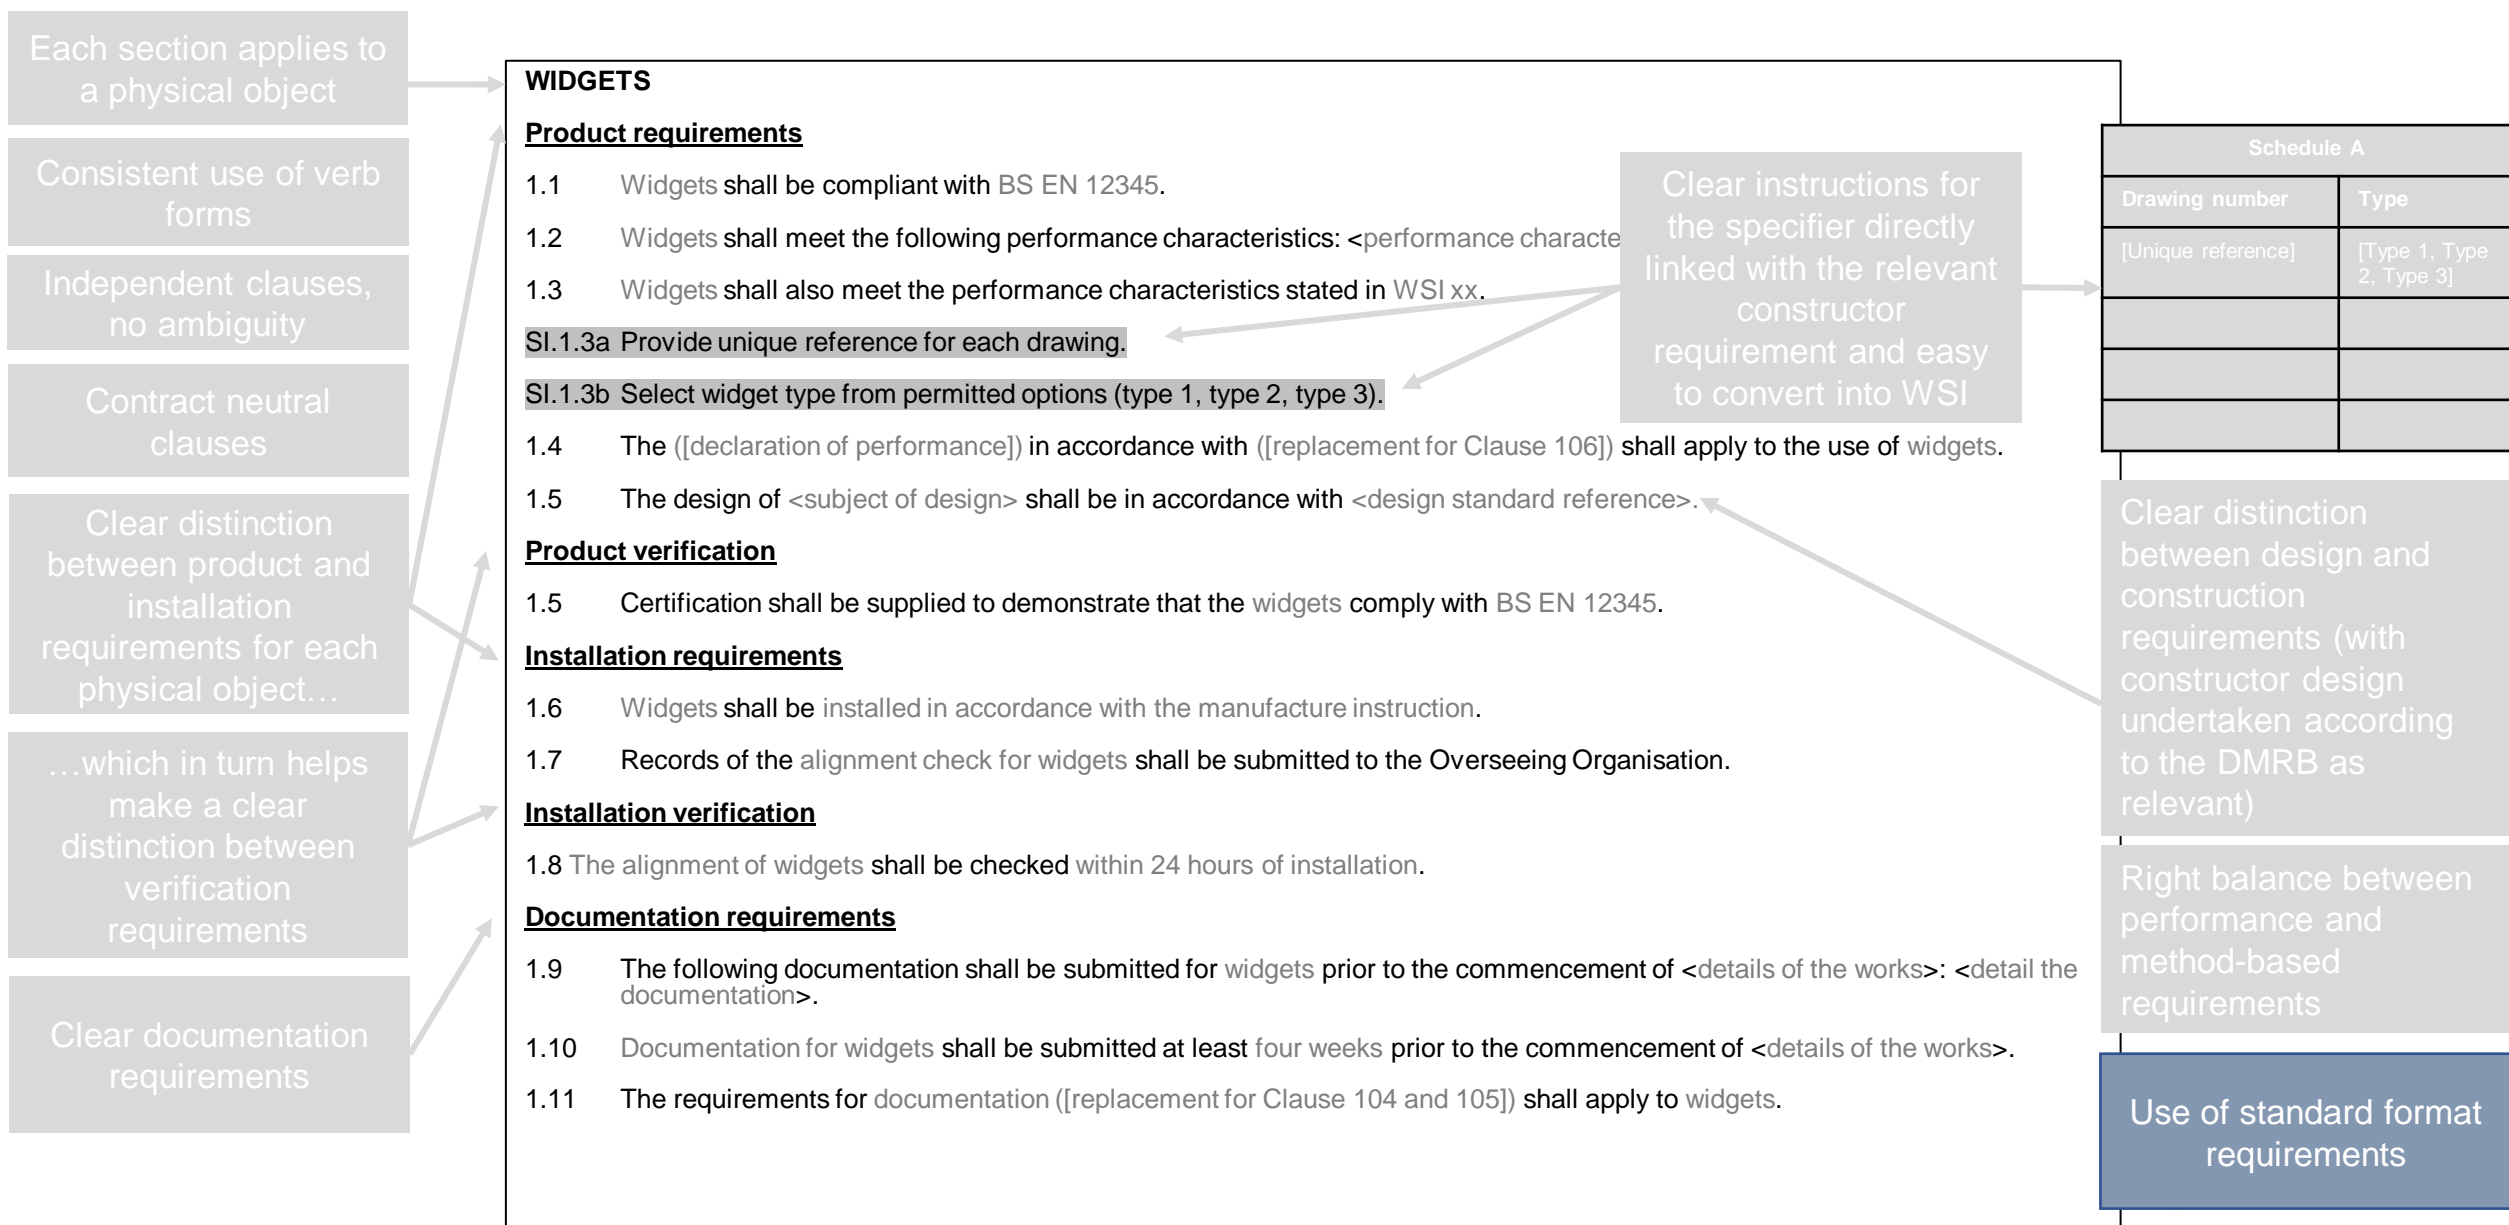 Each section applies to
a physical object
Consistent use of verb
forms
Independent clauses,
no ambiguity
Contract neutral
clauses
Clear distinction
between product and
installation
requirements for each
physical object…
…which in turn helps
make a clear
distinction between
verification
requirements
Clear documentation
requirements
WIDGETS
Product requirements
1.1 Widgets shall be compliant with BS EN 12345.
1.2 Widgets shall meet the following performance characteristics: <performance characte
1.3 Widgets shall also meet the performance characteristics stated in WSI xx.
SI.1.3a Provide unique reference for each drawing.
SI.1.3b Select widget type from permitted options (type 1, type 2, type 3).
1.4 The ([declaration of performance]) in accordance with ([replacement for Clause 106]) shall apply to the use of widgets.
1.5 The design of <subject of design> shall be in accordance with <design standard reference>.
Product verification
1.5 Certification shall be supplied to demonstrate that the widgets comply with BS EN 12345.
Installation requirements
1.6 Widgets shall be installed in accordance with the manufacture instruction.
1.7 Records of the alignment check for widgets shall be submitted to the Overseeing Organisation.
Installation verification
1.8 The alignment of widgets shall be checked within 24 hours of installation.
Documentation requirements
1.9 The following documentation shall be submitted for widgets prior to the commencement of <details of the works>: <detail the
documentation>.
1.10 Documentation for widgets shall be submitted at least four weeks prior to the commencement of <details of the works>.
1.11 The requirements for documentation ([replacement for Clause 104 and 105]) shall apply to widgets.
Clear instructions for
the specifier directly
linked with the relevant
constructor
requirement and easy
to convert into WSI
Schedule A
Drawing number Type
[Unique reference] [Type 1, Type
2, Type 3]
Clear distinction
between design and
construction
requirements (with
constructor design
undertaken according
to the DMRB as
relevant)
Right balance between
performance and
method-based
requirements
Use of standard format
requirements